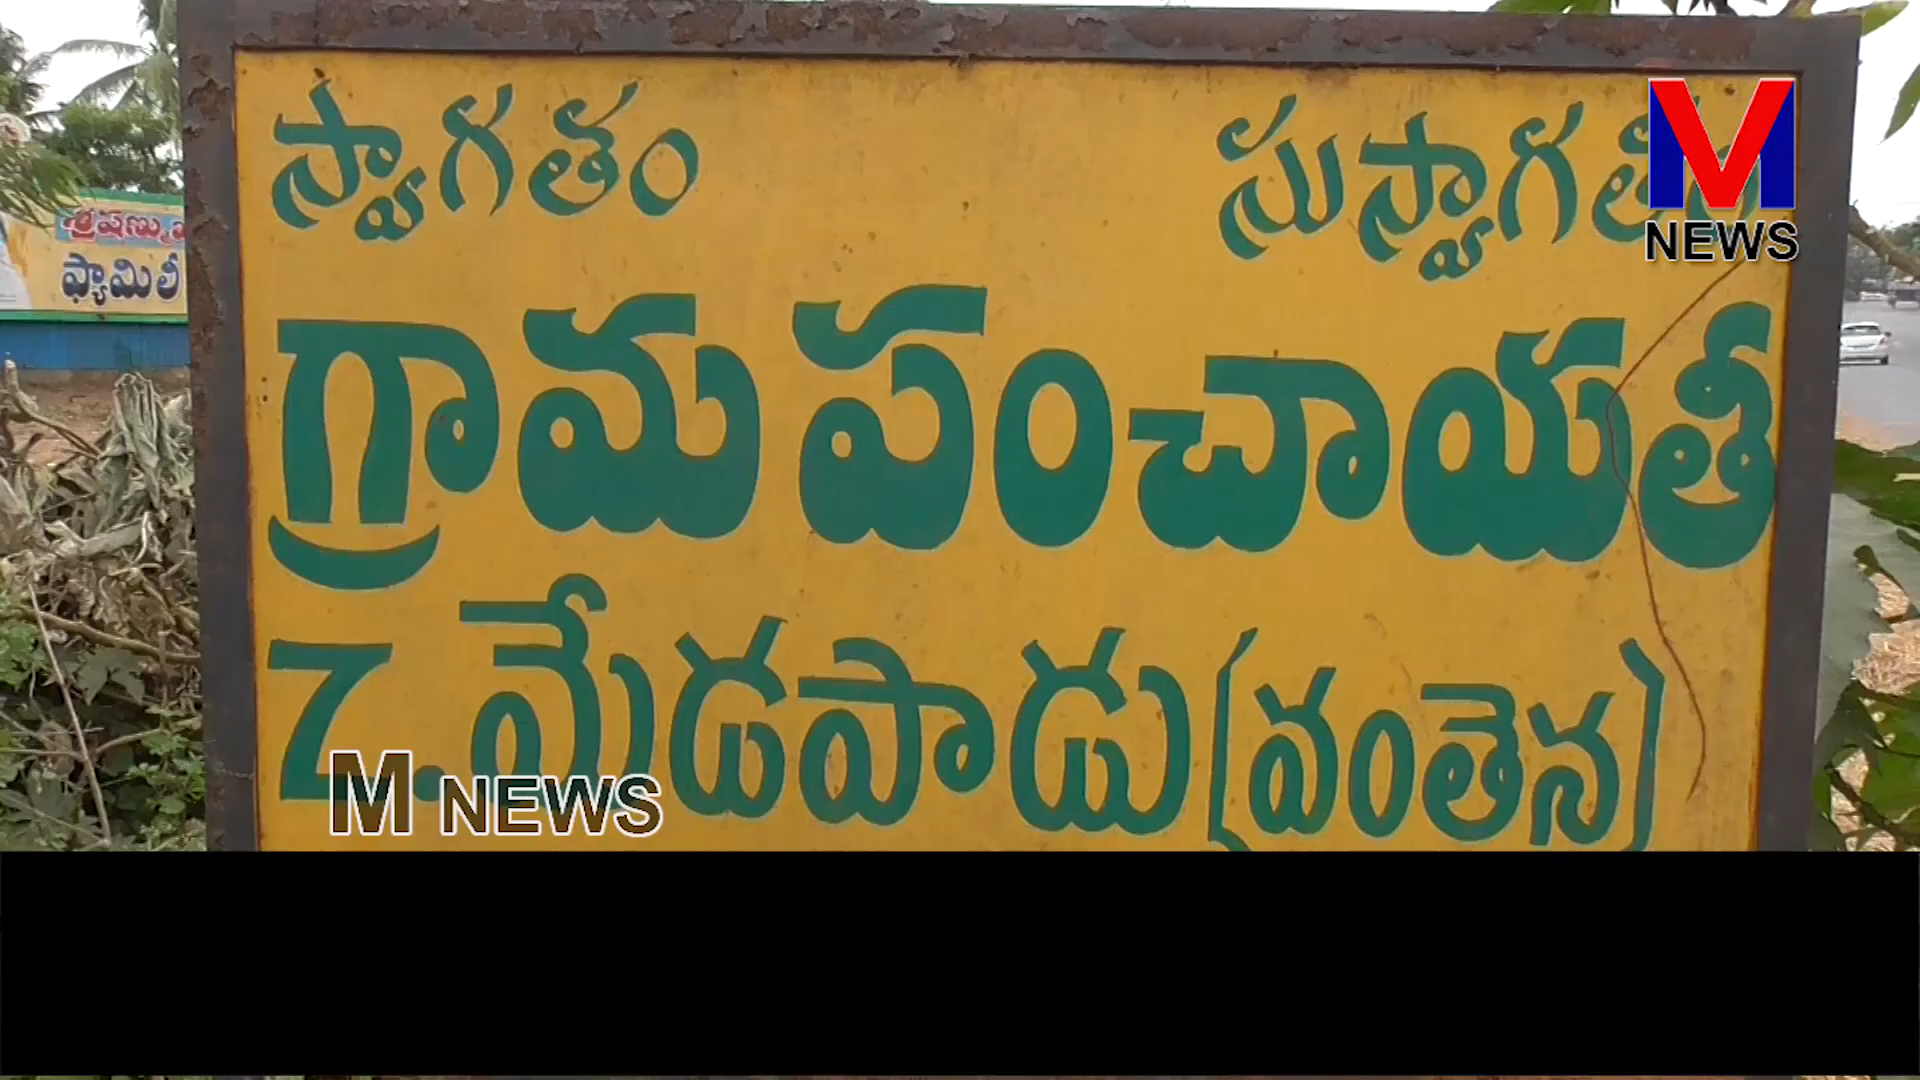 స్వాగతం సుస్వాగతం
గ్రామ పంచాయతీ
z.మేడపాడు (వంతెన)
ఫ్యామిలీ
M
NEWS
M NEWS